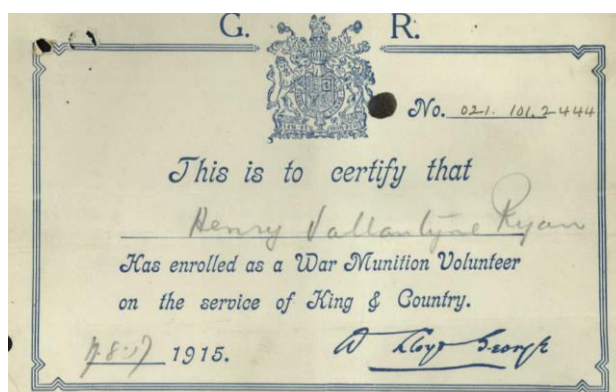 G. R.
No. 021. 101. 2444
This is to certify that
Henry Vallantyne Ryan
Has enrolled as a War Munition Volunteer
on the service of King & Country.
1915.
D Lloyd George